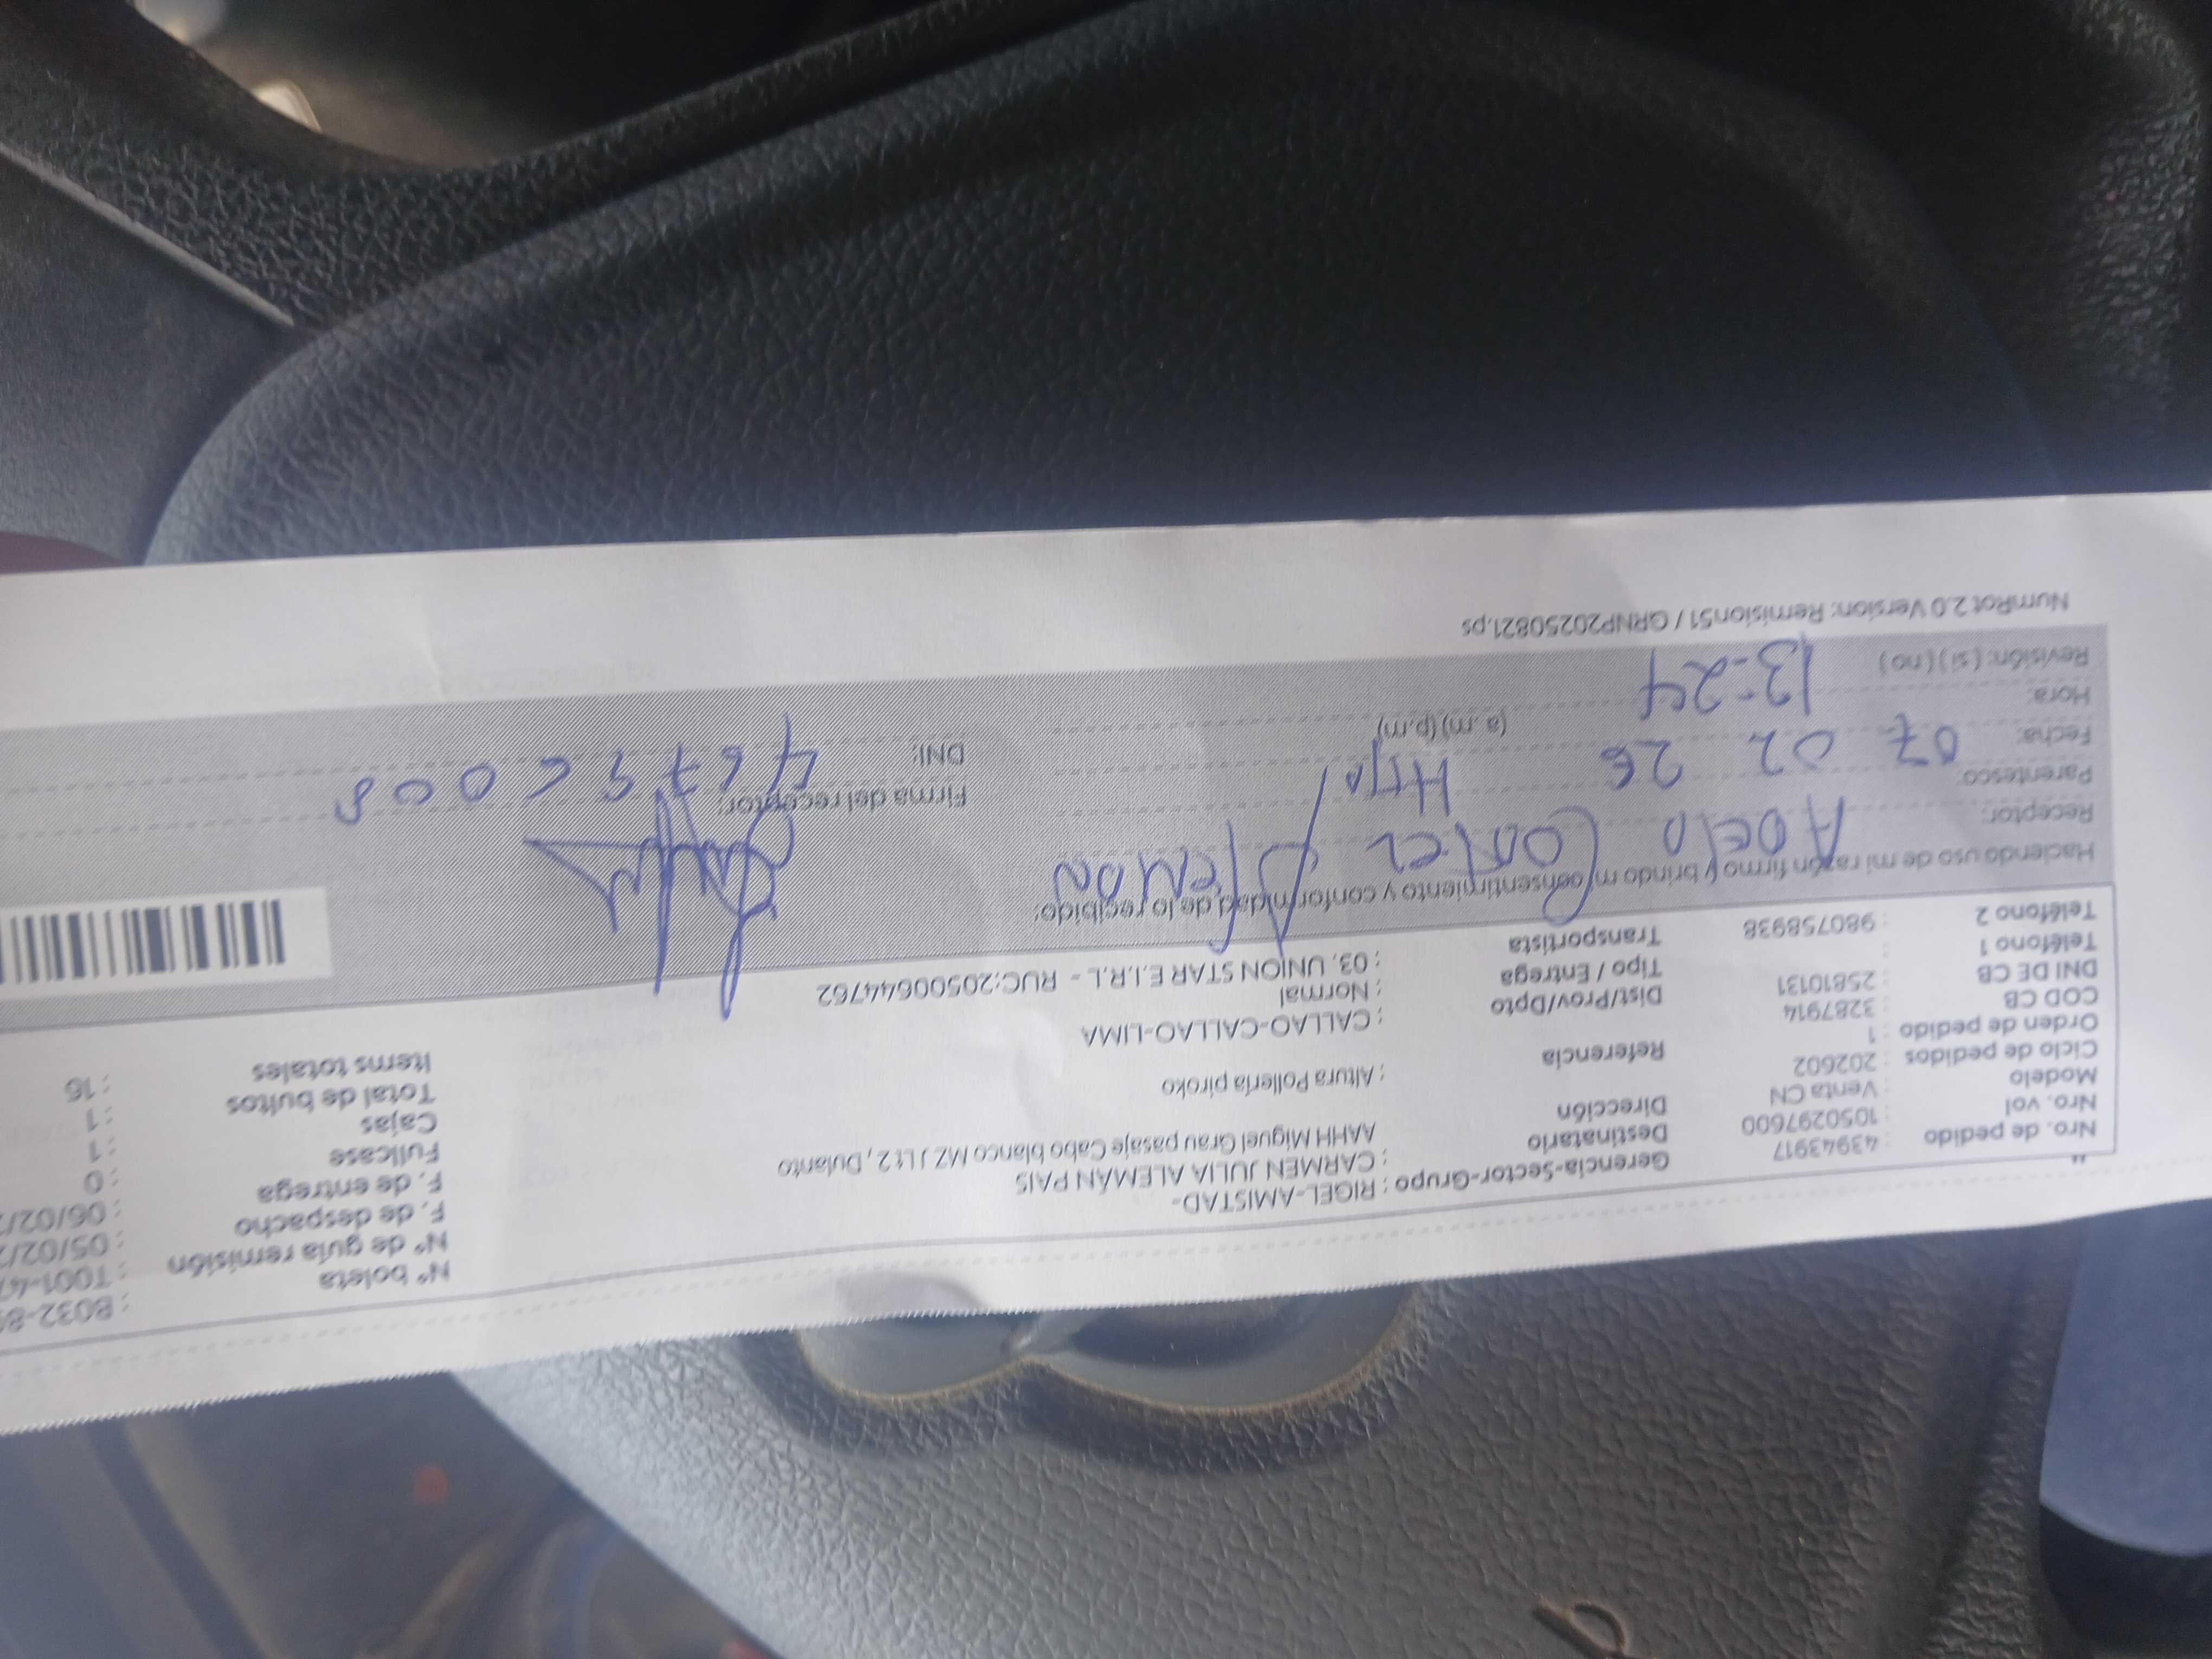 Nº boleta : B032-8
Nº de guía remisión : T001-4
F. de despacho : 05/02/2
F. de entrega : 06/02/2
Fullcase : 0
Cajas : 1
Total de bultos : 1
Items totales : 16
Nro. de pedido : 43943917
Nro. vol : 1050297600
Modelo : Venta CN
Ciclo de pedidos : 202602
Orden de pedido : 1
COD CB : 3287914
DNI DE CB : 25810131
Teléfono 1 :
Teléfono 2 : 980758938
Gerencia-Sector-Grupo : RIGEL-AMISTAD-
Destinatario : CARMEN JULIA ALEMÁN PAIS
Dirección AAHH Miguel Grau pasaje Cabo blanco MZ J Lt 2 , Dulanto
Referencia : Altura Pollería piroko
Dist/Prov/Dpto : CALLAO-CALLAO-LIMA
Tipo / Entrega : Normal
Transportista : 03. UNION STAR E.I.R.L - RUC:20500644762
Haciendo uso de mi razón firmo y brindo mi consentimiento y conformidad de lo recibido:
Receptor: ADELA
Parentesco: HIJA
Fecha: 07 02 26
Hora: 13-24 (a.m) (p.m)
Revisión: (si) (no)
Firma del receptor:
DNI:
NumRot 2.0 Version: Remision51 / GRNP20250821.ps